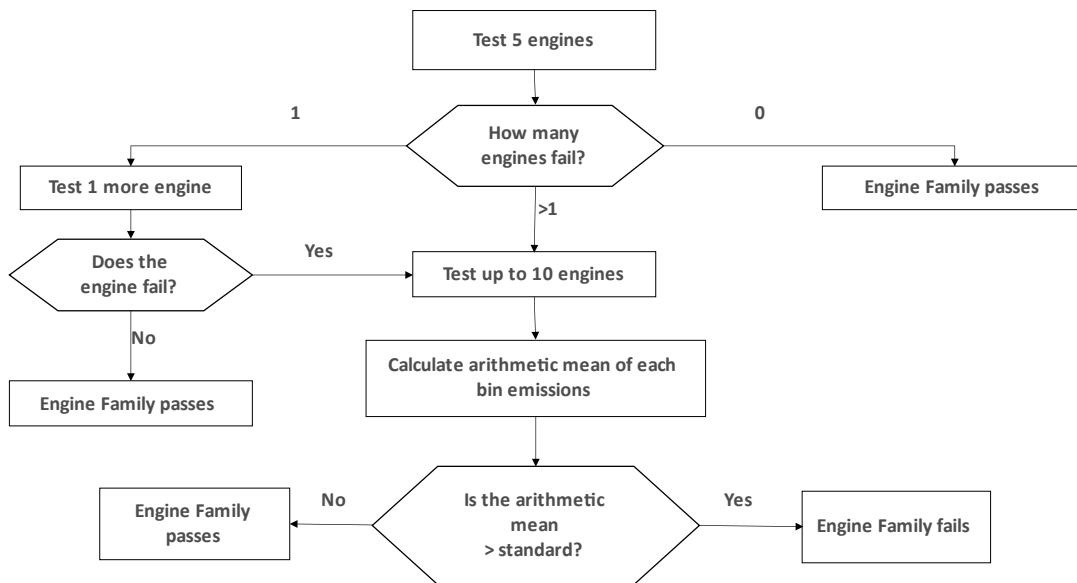 Test 5 engines
1
0
How many
engines fail?
Test 1 more engine
Engine Family passes
>1
Does the
engine fail?
Yes
Test up to 10 engines
No
Calculate arithmetic mean of each
bin emissions
Engine Family passes
Engine Family
passes
No
Is the arithmetic
mean
> standard?
Yes
Engine Family fails